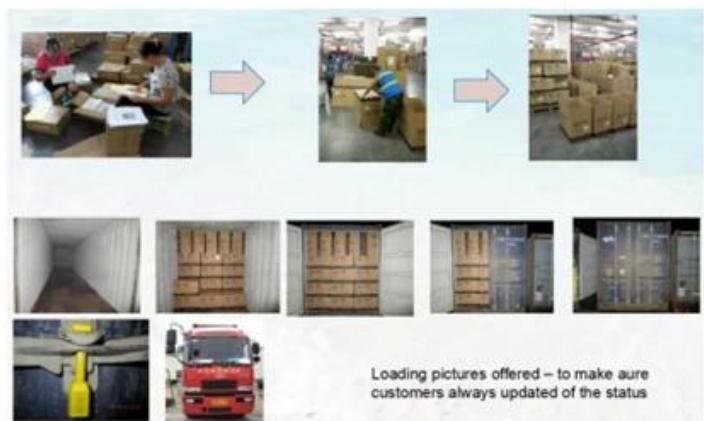 Loading pictures offered – to make aure
customers always updated of the status